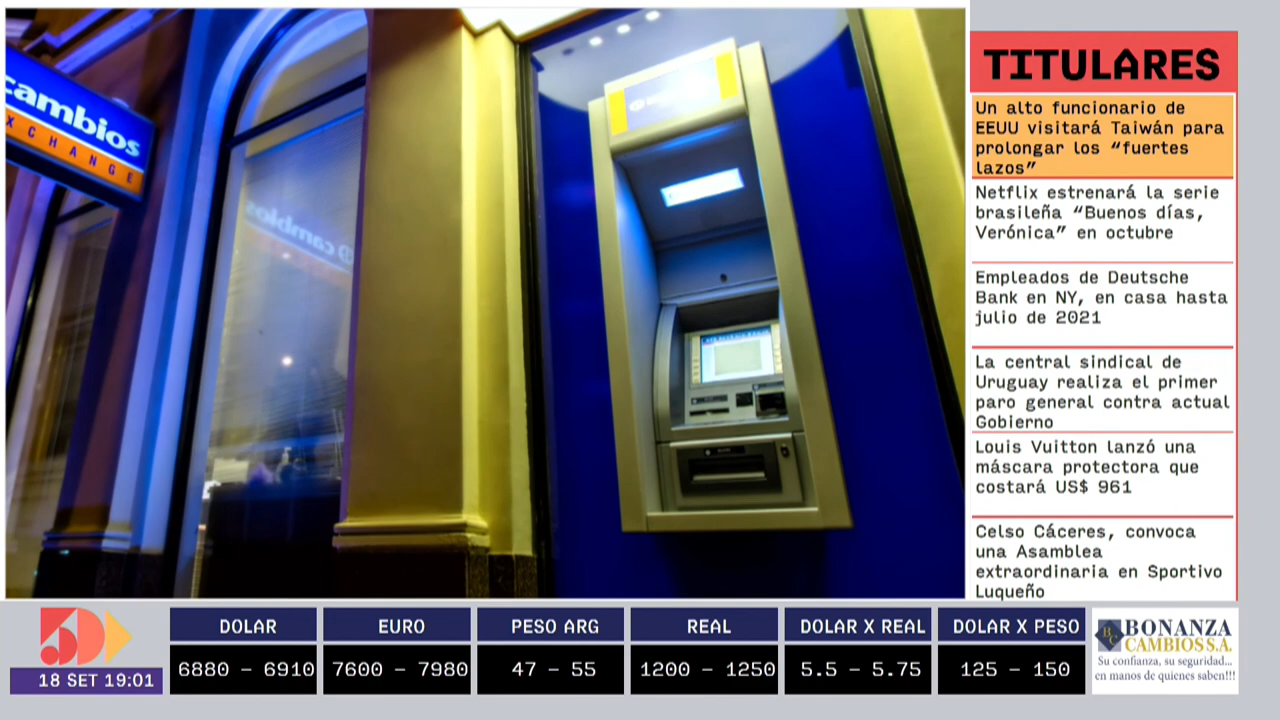 cambios
XCHANGE
TITULARES
Un alto funcionario de
EEUU visitará Taiwán para
prolongar los “fuertes
lazos”
Netflix estrenará la serie
brasileña “Buenos días,
Verónica” en octubre
Empleados de Deutsche
Bank en NY, en casa hasta
julio de 2021
La central sindical de
Uruguay realiza el primer
paro general contra actual
Gobierno
Louis Vuitton lanzó una
máscara protectora que
costará US$ 961
Celso Cáceres, convoca
una Asamblea
extraordinaria en Sportivo
Luqueño
5D
18 SET 19:01
DOLAR
6880 - 6910
EURO
7600 - 7980
PESO ARG
47 - 55
REAL
1200 - 1250
DOLAR X REAL
5.5 - 5.75
DOLAR X PESO
125 - 150
BC
BONANZA
CAMBIOS S.A.
Su confianza, su seguridad...
en manos de quienes saben!!!